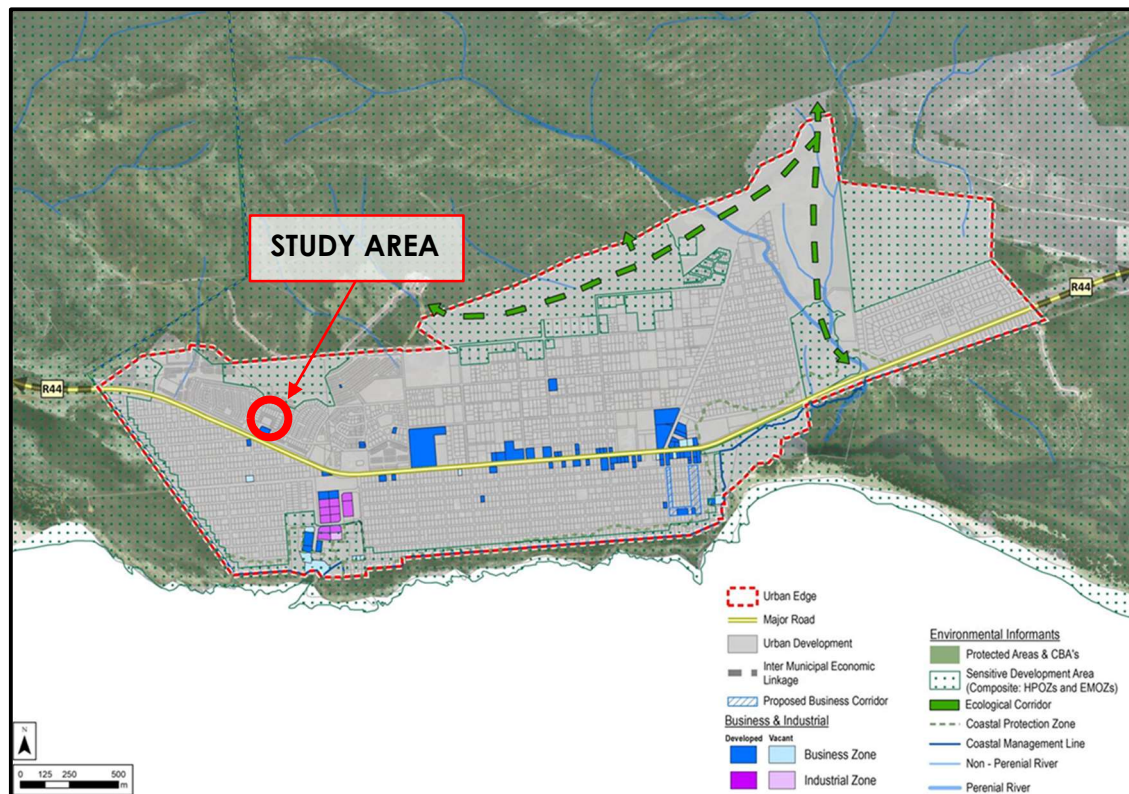 STUDY AREA
R44
R44
Urban Edge
Major Road
Urban Development
Inter Municipal Economic
Linkage
Proposed Business Corridor
Business & Industrial
Developed Vacant
Business Zone
Industrial Zone
Environmental Informants
Protected Areas & CBA's
Sensitive Development Area
(Composite: HPOZs and EMOZs)
Ecological Corridor
Coastal Protection Zone
Coastal Management Line
Non - Perenial River
Perenial River
N
0 125 250 500
m